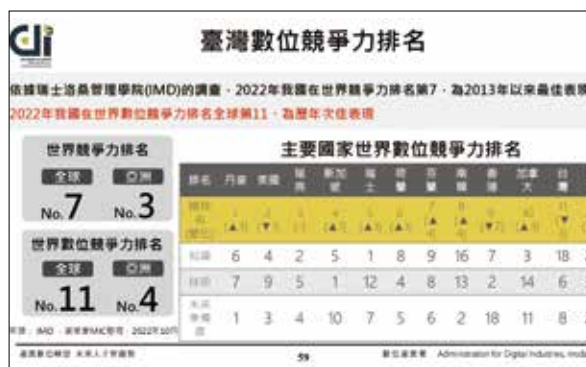 臺灣數位競爭力排名
依據瑞士洛桑管理學院(IMD)的調查，2022年我國在世界競爭力排名第7，為2013年以來最佳表現
2022年我國在世界數位競爭力排名全球第11，為歷年次佳表現
世界競爭力排名
全球 亞洲
No.7 No.3
世界數位競爭力排名
全球 亞洲
No.11 No.4
主要國家世界數位競爭力排名
排名 丹麥 美國 瑞典 新加坡 瑞士 荷蘭 芬蘭 南韓 香港 加拿大 台灣
知識 6 4 2 5 1 8 9 16 7 3 18
技術 7 9 5 1 12 4 8 13 2 14 6
未來準備度 1 3 4 10 7 5 6 2 18 11 8
59
Administration for Digital Industries,